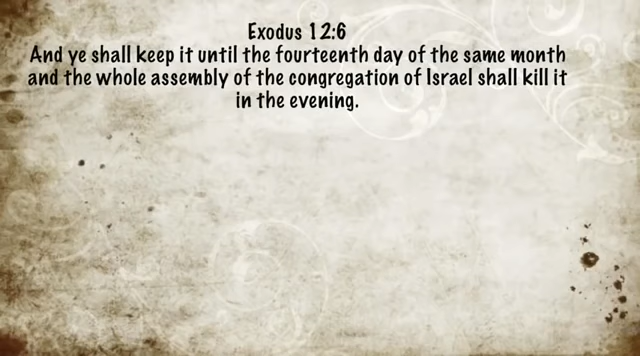 Exodus 12:6
And ye shall keep it until the fourteenth day of the same month
and the whole assembly of the congregation of Israel shall kill it
in the evening.